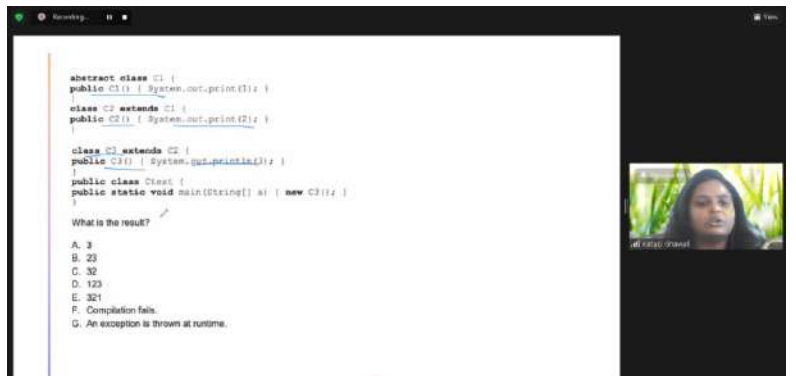 Recording...
View
abstract class C1 {
public C1() { System.out.print(1); }
}
class C2 extends C1 {
public C2() { System.out.print(2); }
}
class C3 extends C2 {
public C3() { System.out.println(3); }
}
public class Ctest {
public static void main(String[] a) { new C3(); }
}
What is the result?
A. 3
B. 23
C. 32
D. 123
E. 321
F. Compilation fails.
G. An exception is thrown at runtime.